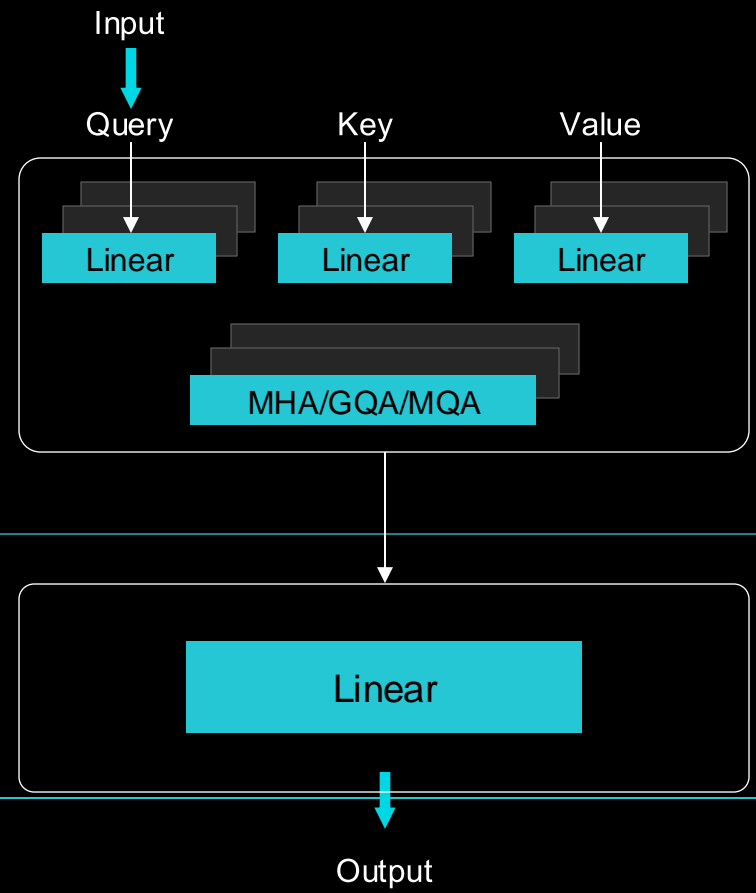 Input
Query Key Value
Linear Linear Linear
MHA/GQA/MQA
Linear
Output